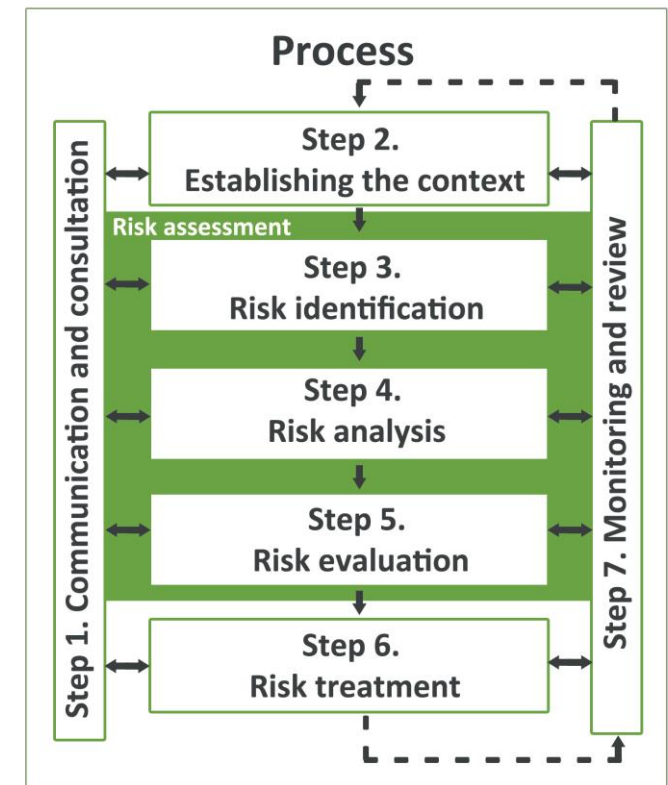 Process
Step 1. Communication and consultation
Step 2.
Establishing the context
Risk assessment
Step 3.
Risk identification
Step 4.
Risk analysis
Step 5.
Risk evaluation
Step 6.
Risk treatment
Step 7. Monitoring and review